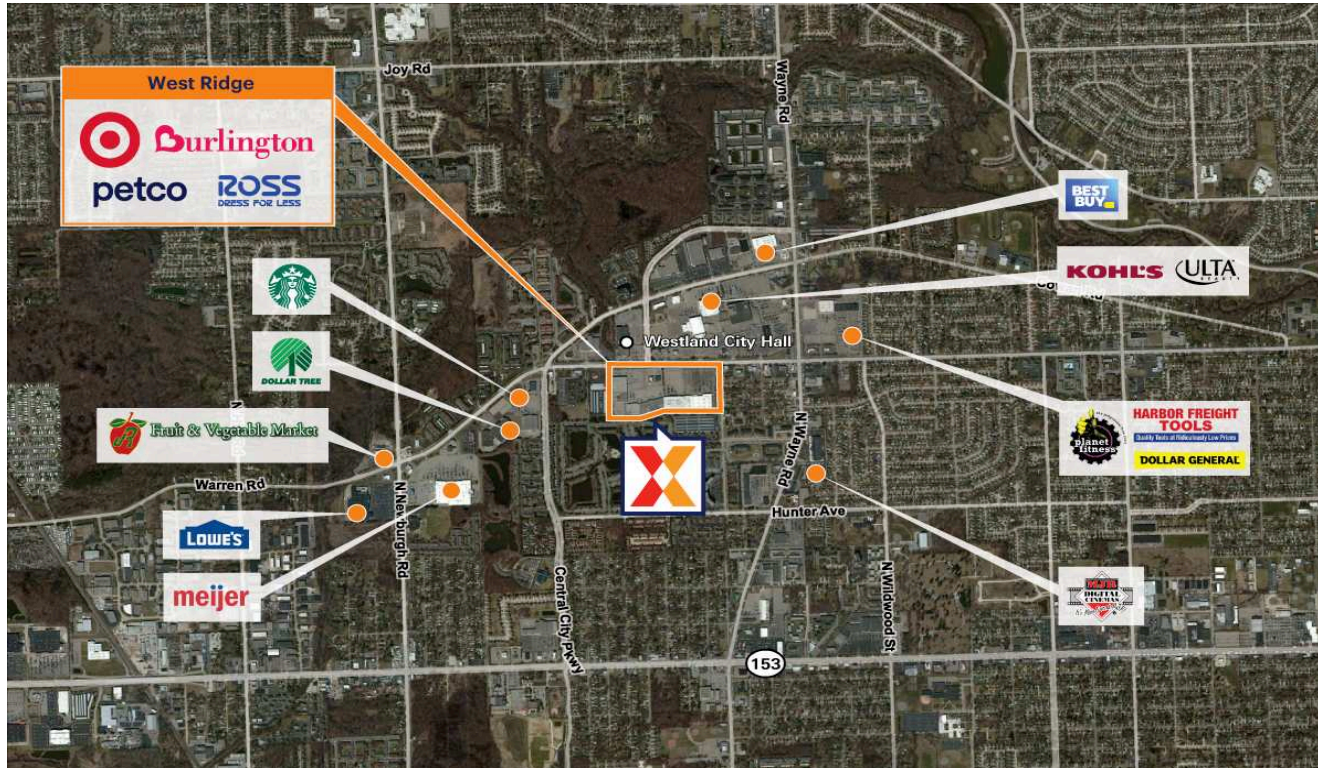 Joy Rd
Wayne Rd
West Ridge
Burlington
petco
ROSS
DRESS FOR LESS
BEST
BUY
KOHL'S
ULTA
BEAUTY
Westland City Hall
DOLLAR TREE
Fruit & Vegetable Market
planet
fitness
HARBOR FREIGHT
TOOLS
Quality Tools at Ridiculously Low Prices
DOLLAR GENERAL
Warren Rd
N Newburgh Rd
N Wayne Rd
Hunter Ave
LOWE'S
meijer
Central City Pkwy
N Wildwood St
MJR
DIGITAL
CINEMAS
153